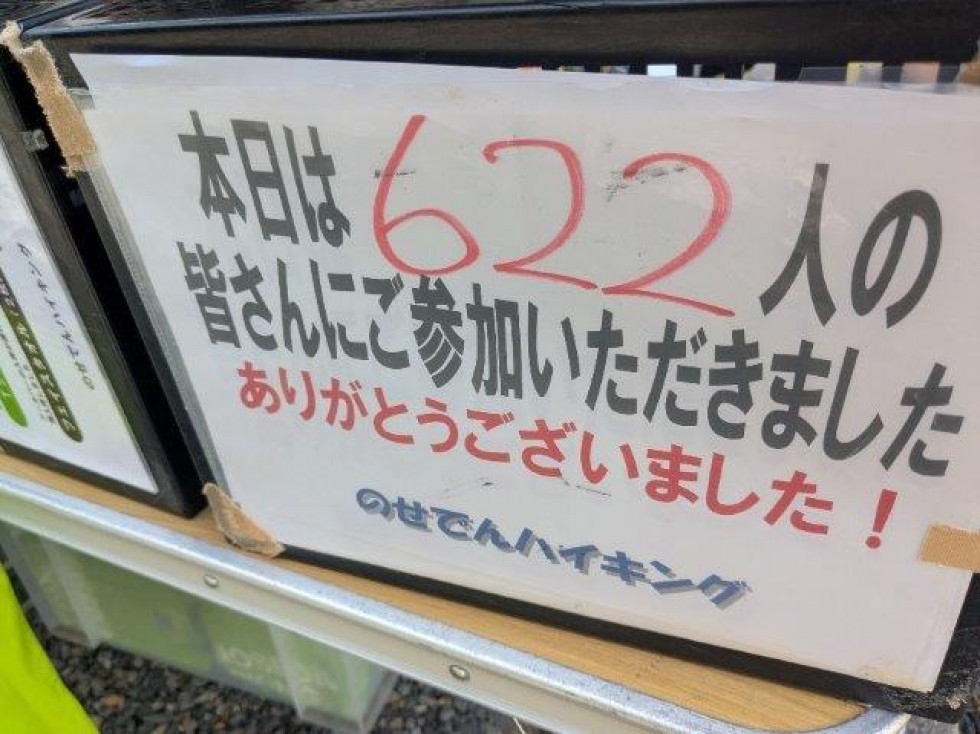 本日は622人の
皆さんにご参加いただきました
ありがとうございました！
のせでんハイキング